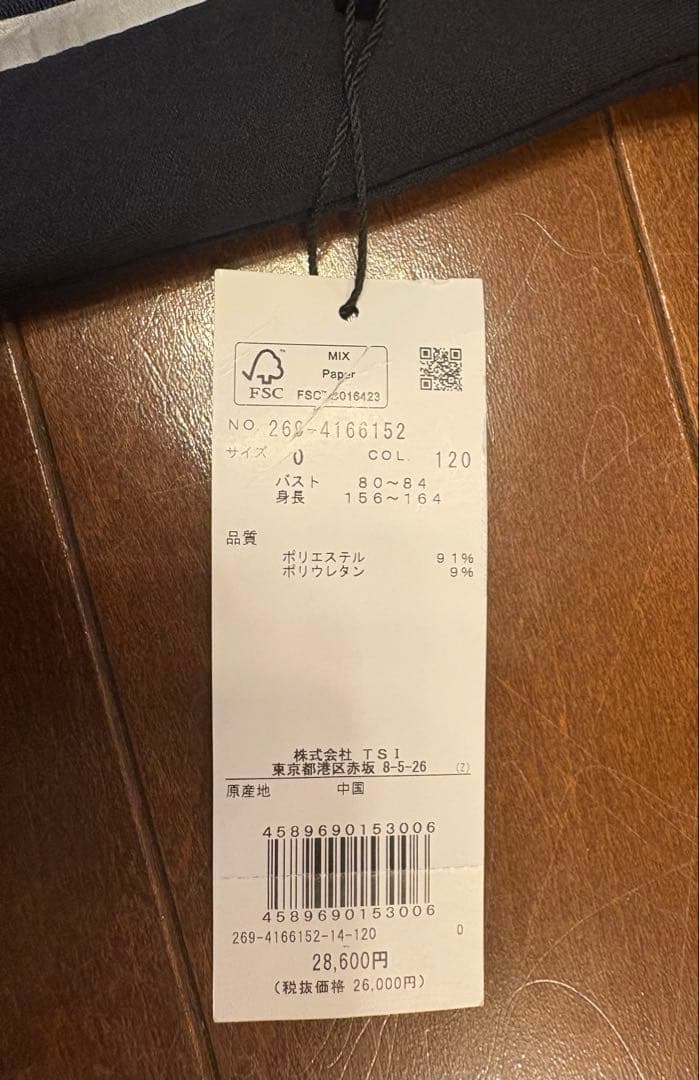 MIX
Paper
FSC
FSC™ C016423
NO. 269-4166152
サイズ 0 COL. 120
バスト 80～84
身長 156～164
品質
ポリエステル 91%
ポリウレタン 9%
株式会社 TSI
東京都港区赤坂 8-5-26 (Z)
原産地 中国
4589690153006
4589690153006
269-4166152-14-120 0
28,600円
(税抜価格 26,000円)